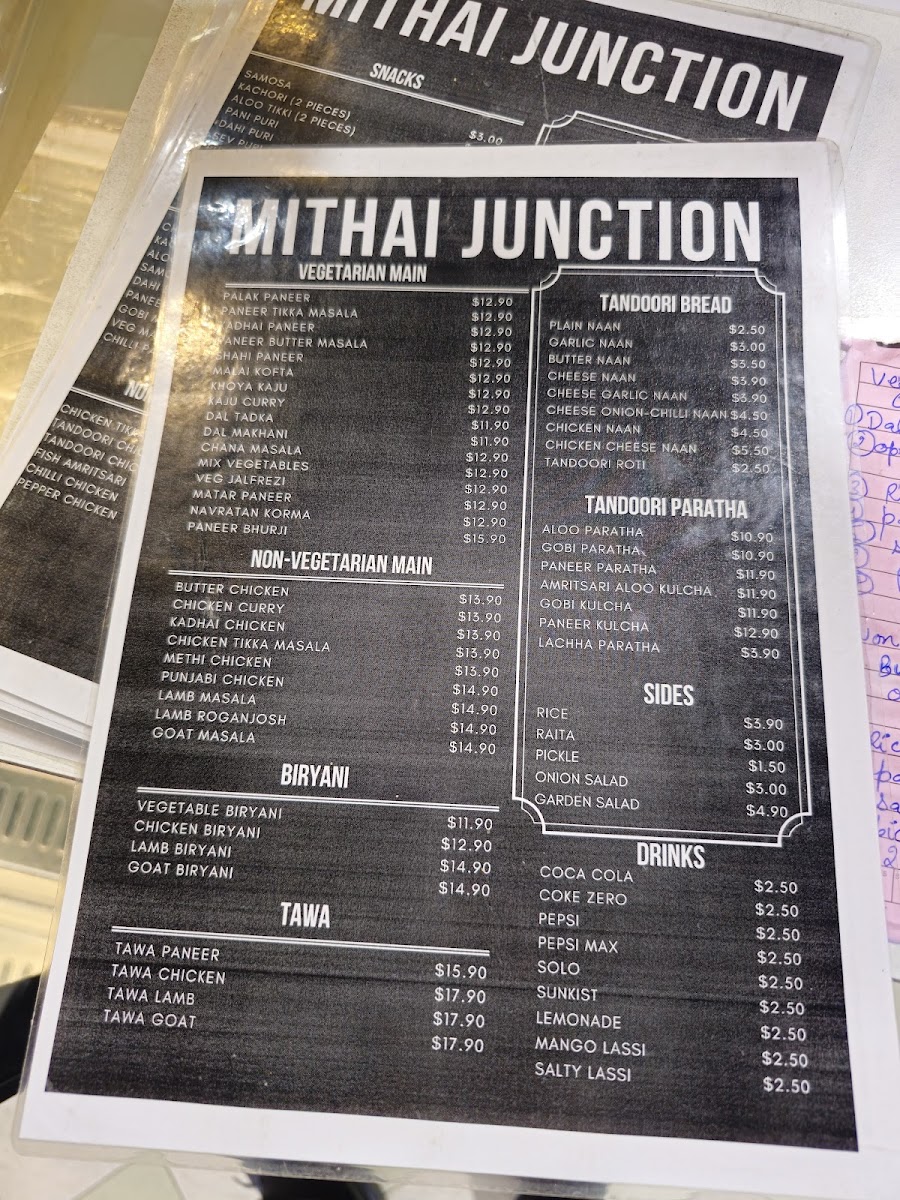 MITHAI JUNCTION
SNACKS
SAMOSA $3.00
KACHORI (2 PIECES)
ALOO TIKKI (2 PIECES)
PANI PURI
DAHI PURI
CHICKEN
TANDOORI
TANDOORI
FISH AMRITSARI
CHILLI CHICKEN
PEPPER CHICKEN
MITHAI JUNCTION
VEGETARIAN MAIN
PALAK PANEER $12.90
PANEER TIKKA MASALA $12.90
KADHAI PANEER $12.90
PANEER BUTTER MASALA $12.90
SHAHI PANEER $12.90
MALAI KOFTA $12.90
KHOYA KAJU $12.90
KAJU CURRY $12.90
DAL TADKA $11.90
DAL MAKHANI $11.90
CHANA MASALA $12.90
MIX VEGETABLES $12.90
VEG JALFREZI $12.90
MATAR PANEER $12.90
NAVRATAN KORMA $12.90
PANEER BHURJI $15.90
NON-VEGETARIAN MAIN
BUTTER CHICKEN $13.90
CHICKEN CURRY $13.90
KADHAI CHICKEN $13.90
CHICKEN TIKKA MASALA $13.90
METHI CHICKEN $13.90
PUNJABI CHICKEN $14.90
LAMB MASALA $14.90
LAMB ROGANJOSH $14.90
GOAT MASALA $14.90
BIRYANI
VEGETABLE BIRYANI $11.90
CHICKEN BIRYANI $12.90
LAMB BIRYANI $14.90
GOAT BIRYANI $14.90
TAWA
TAWA PANEER $15.90
TAWA CHICKEN $17.90
TAWA LAMB $17.90
TAWA GOAT $17.90
TANDOORI BREAD
PLAIN NAAN $2.50
GARLIC NAAN $3.00
BUTTER NAAN $3.50
CHEESE NAAN $3.90
CHEESE GARLIC NAAN $3.90
CHEESE ONION-CHILLI NAAN $4.50
CHICKEN NAAN $4.50
CHICKEN CHEESE NAAN $5.50
TANDOORI ROTI $2.50
TANDOORI PARATHA
ALOO PARATHA $10.90
GOBI PARATHA $10.90
PANEER PARATHA $11.90
AMRITSARI ALOO KULCHA $11.90
GOBI KULCHA $11.90
PANEER KULCHA $12.90
LACHHA PARATHA $3.90
SIDES
RICE $3.90
RAITA $3.00
PICKLE $1.50
ONION SALAD $3.00
GARDEN SALAD $4.90
DRINKS
COCA COLA $2.50
COKE ZERO $2.50
PEPSI $2.50
PEPSI MAX $2.50
SOLO $2.50
SUNKIST $2.50
LEMONADE $2.50
MANGO LASSI $2.50
SALTY LASSI $2.50